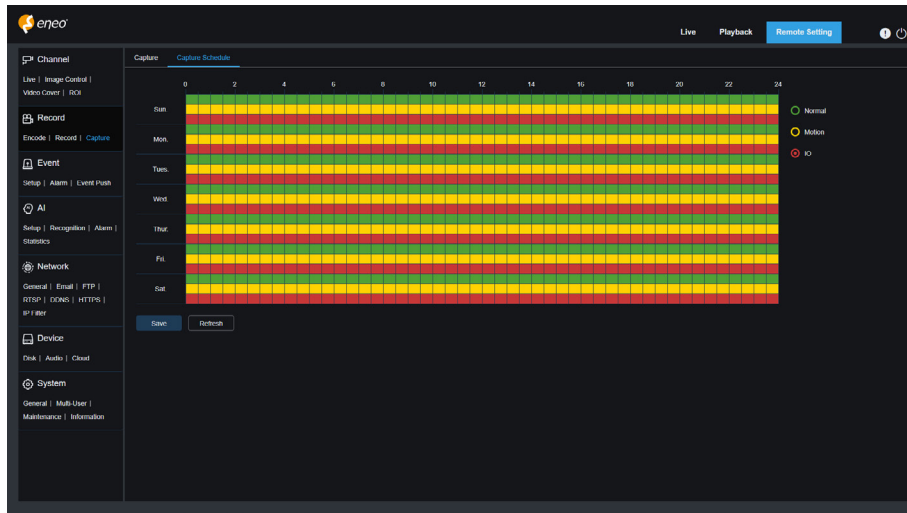 eneo
Live Playback Remote Setting
Channel
Live | Image Control |
Video Cover | ROI
Record
Encode | Record | Capture
Event
Setup | Alarm | Event Push
AI
Setup | Recognition | Alarm |
Statistics
Network
General | Email | FTP |
RTSP | DDNS | HTTPS |
IP Filter
Device
Disk | Audio | Cloud
System
General | Multi-User |
Maintenance | Information
Capture Capture Schedule
0 2 4 6 8 10 12 14 16 18 20 22 24
Sun.
Mon.
Tues.
Wed.
Thur.
Fri.
Sat
Normal
Motion
IO
Save Refresh